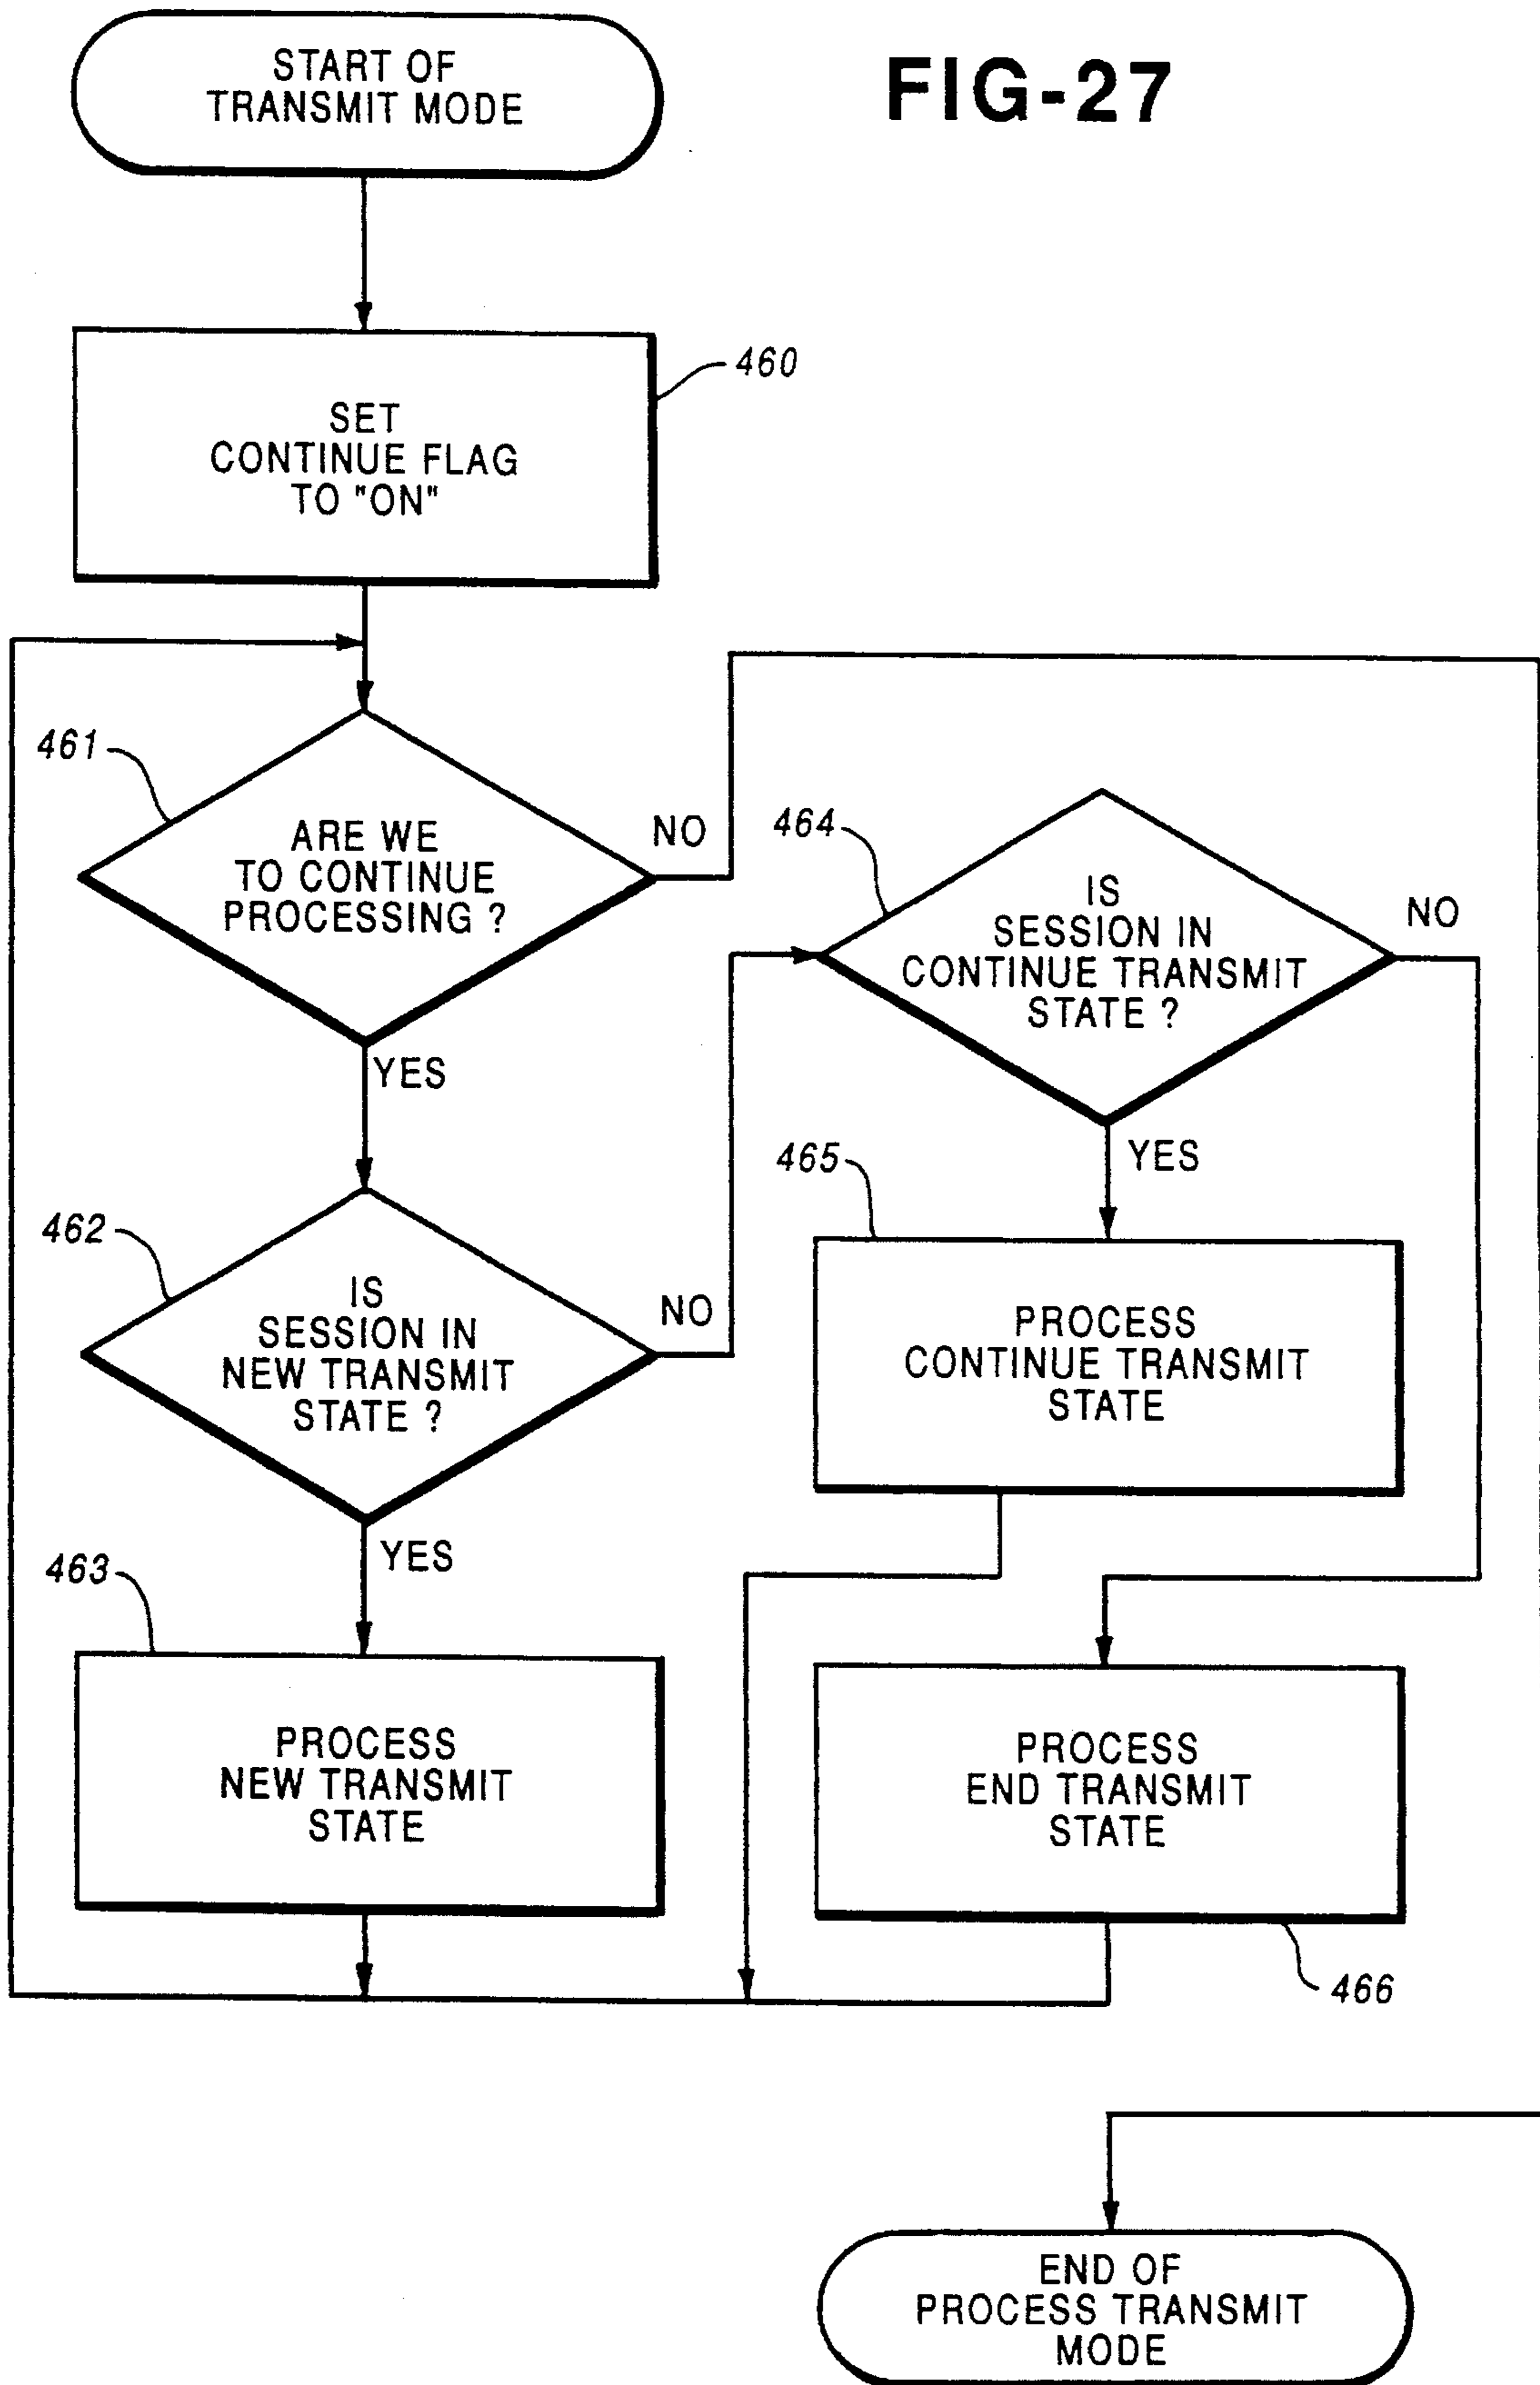 START OF
TRANSMIT MODE
FIG-27
SET
CONTINUE FLAG
TO "ON"
460
461
ARE WE
TO CONTINUE
PROCESSING ?
NO
YES
464
IS
SESSION IN
CONTINUE TRANSMIT
STATE ?
NO
YES
462
IS
SESSION IN
NEW TRANSMIT
STATE ?
NO
YES
465
PROCESS
CONTINUE TRANSMIT
STATE
463
PROCESS
NEW TRANSMIT
STATE
PROCESS
END TRANSMIT
STATE
466
END OF
PROCESS TRANSMIT
MODE